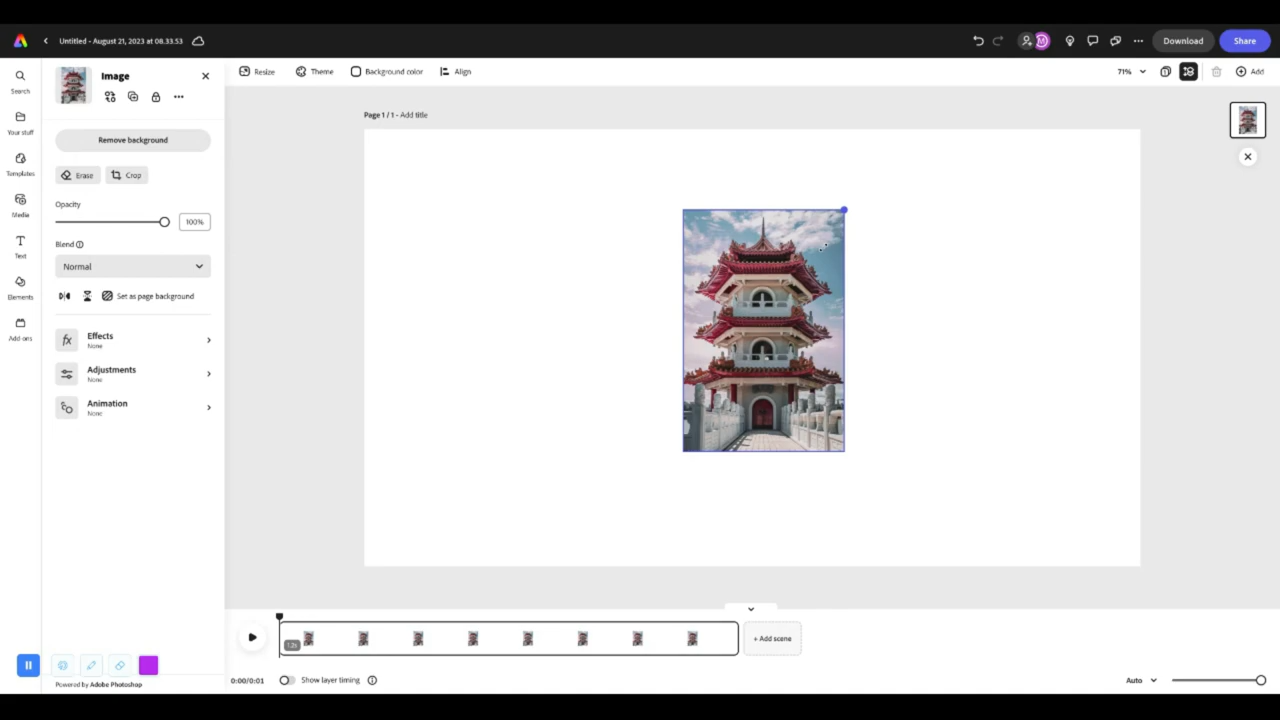 Untitled - August 21, 2023 at 08.33.53
Download
Share
Search
Your stuff
Templates
Media
Text
Elements
Add-ons
Image
Remove background
Erase
Crop
Opacity
100%
Blend
Normal
Set as page background
fx
Effects
None
Adjustments
None
Animation
None
Powered by Adobe Photoshop
Resize
Theme
Background color
Align
71%
Add
Page 1 / 1 - Add title
+ Add scene
0:00/0:01
Show layer timing
Auto